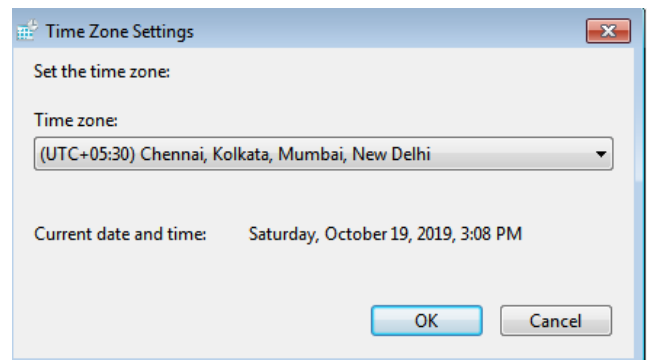 Time Zone Settings
Set the time zone:
Time zone:
(UTC+05:30) Chennai, Kolkata, Mumbai, New Delhi
Current date and time: Saturday, October 19, 2019, 3:08 PM
OK Cancel